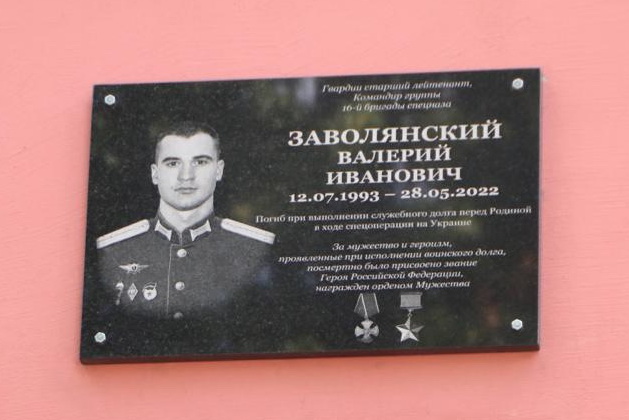 Гвардии старший лейтенант,
Командир группы
16-й бригады спецназа
ЗАВОЛЯНСКИЙ
ВАЛЕРИЙ
ИВАНОВИЧ
12.07.1993 – 28.05.2022
Погиб при выполнении служебного долга перед Родиной
в ходе спецоперации на Украине
За мужество и героизм,
проявленные при исполнении воинского долга,
посмертно было присвоено звание
Героя Российской Федерации,
награжден орденом Мужества